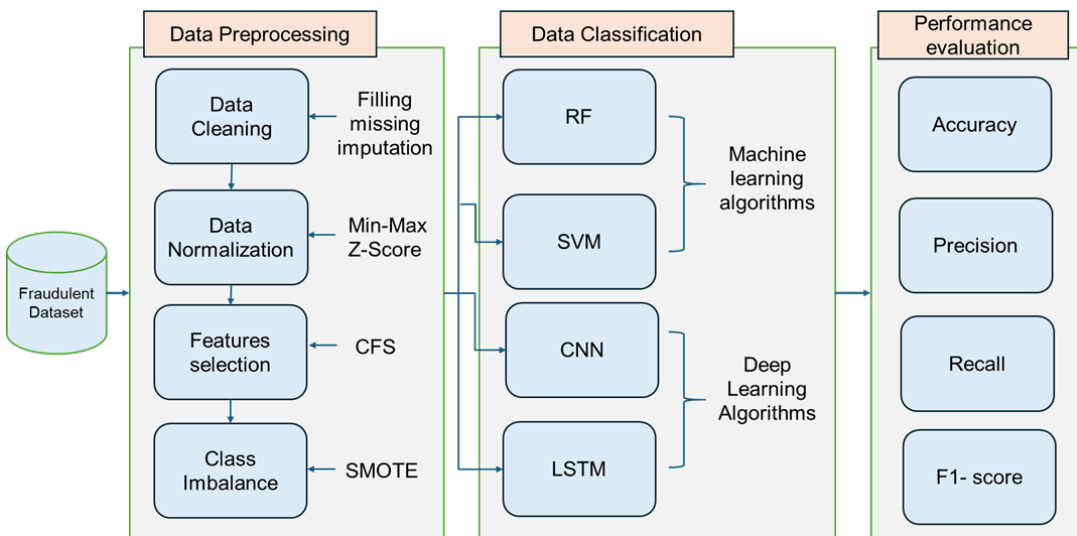 Data Preprocessing
Data Classification
Performance
evaluation
Fraudulent
Dataset
Data
Cleaning
Filling
missing
imputation
Data
Normalization
Min-Max
Z-Score
Features
selection
CFS
Class
Imbalance
SMOTE
RF
SVM
Machine
learning
algorithms
CNN
LSTM
Deep
Learning
Algorithms
Accuracy
Precision
Recall
F1- score